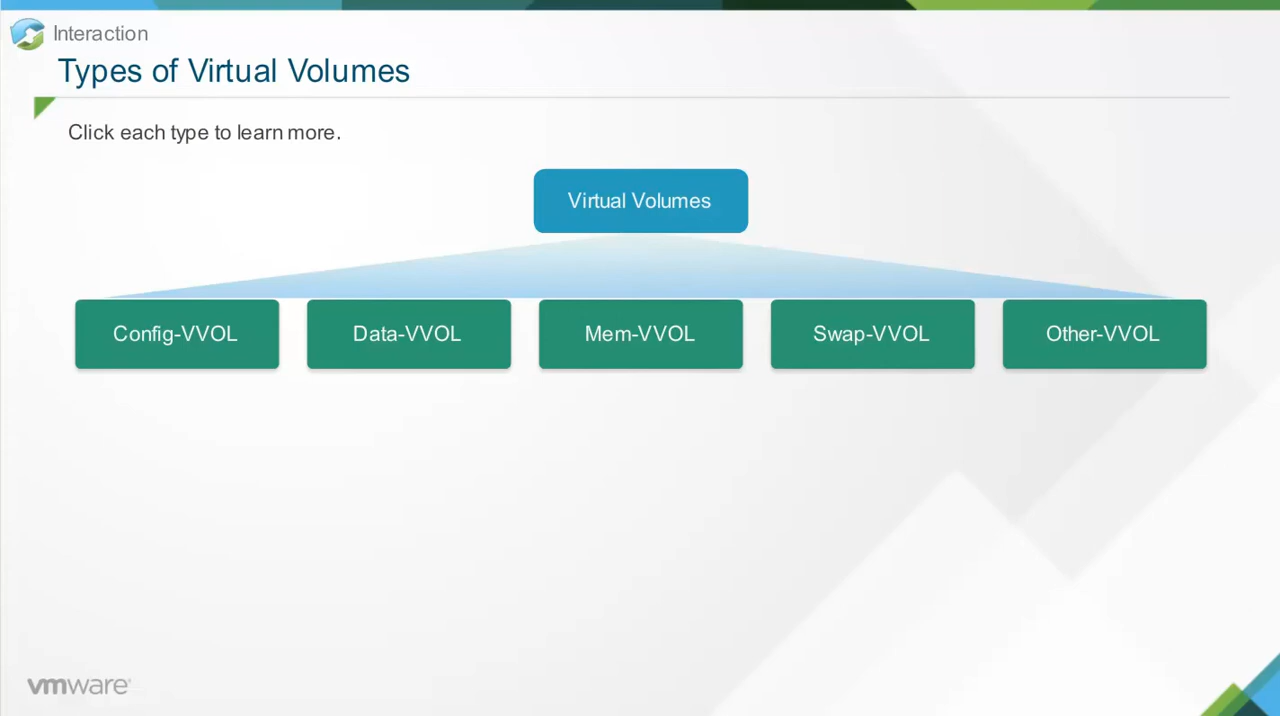 Interaction
Types of Virtual Volumes
Click each type to learn more.
Virtual Volumes
Config-VVOL
Data-VVOL
Mem-VVOL
Swap-VVOL
Other-VVOL
vmware®